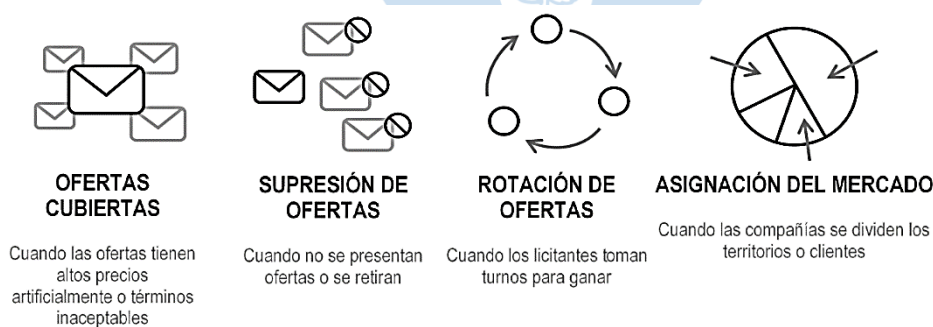 OFERTAS
CUBIERTAS
Cuando las ofertas tienen
altos precios
artificialmente o términos
inaceptables
SUPRESIÓN DE
OFERTAS
Cuando no se presentan
ofertas o se retiran
ROTACIÓN DE
OFERTAS
Cuando los licitantes toman
turnos para ganar
ASIGNACIÓN DEL MERCADO
Cuando las compañías se dividen los
territorios o clientes